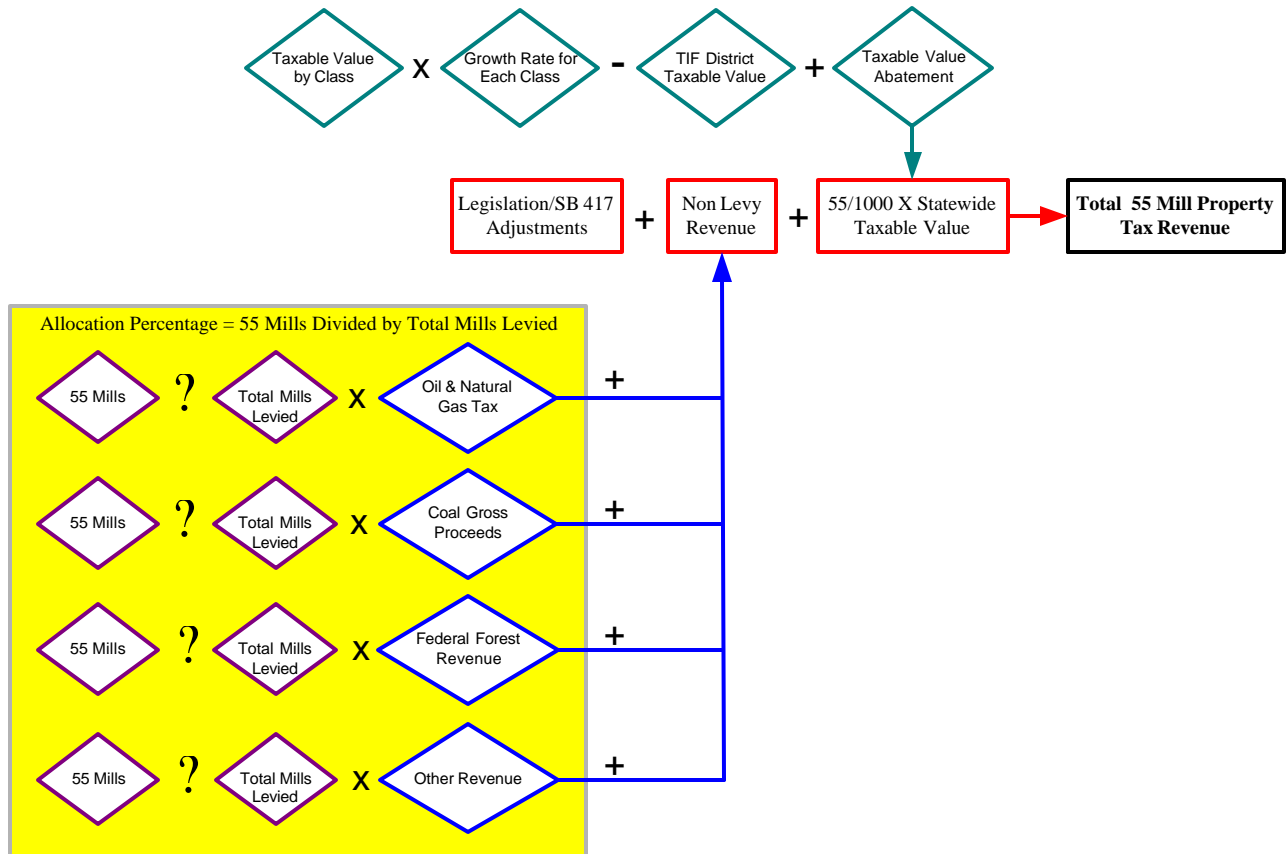 Taxable Value
by Class
X
Growth Rate for
Each Class
-
TIF District
Taxable Value
+
Taxable Value
Abatement
Legislation/SB 417
Adjustments
+
Non Levy
Revenue
+
55/1000 X Statewide
Taxable Value
Total 55 Mill Property
Tax Revenue
Allocation Percentage = 55 Mills Divided by Total Mills Levied
55 Mills
?
Total Mills
Levied
X
Oil & Natural
Gas Tax
+
55 Mills
?
Total Mills
Levied
X
Coal Gross
Proceeds
+
55 Mills
?
Total Mills
Levied
X
Federal Forest
Revenue
+
55 Mills
?
Total Mills
Levied
X
Other Revenue
+